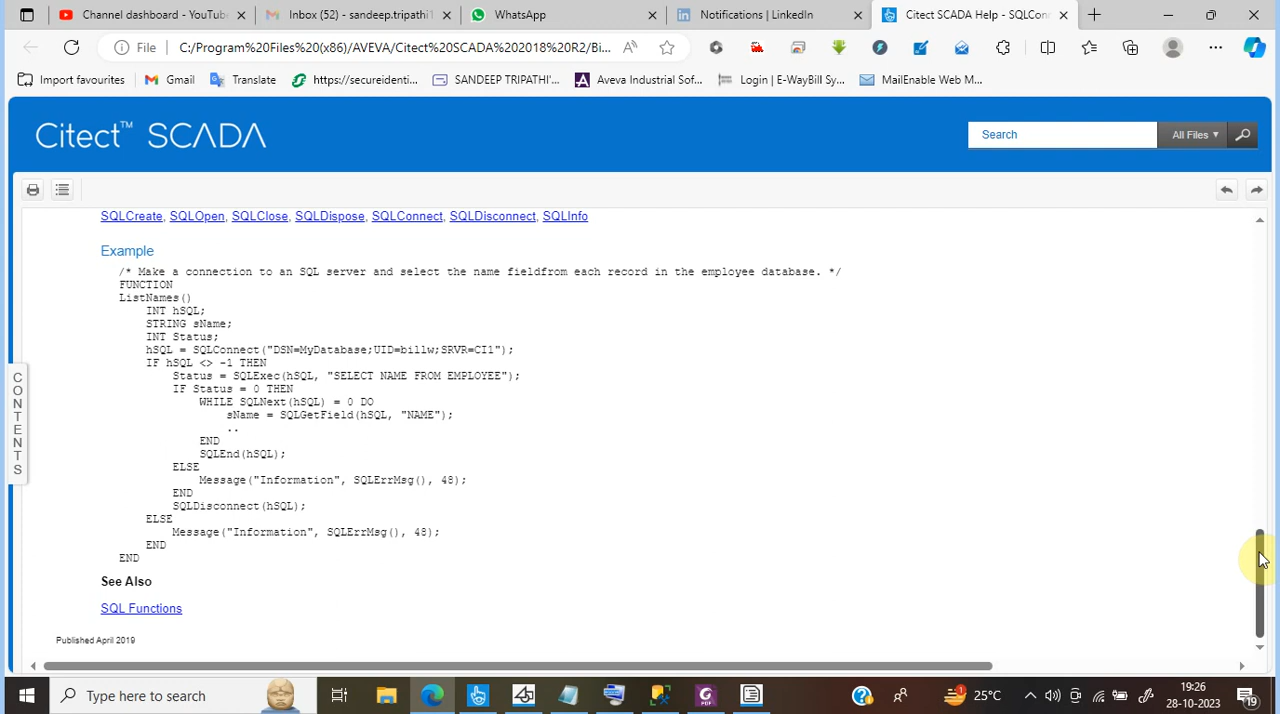 Channel dashboard - YouTub
Inbox (52) - sandeep.tripathi1
WhatsApp
Notifications | LinkedIn
Citect SCADA Help - SQLCon
File
C:/Program%20Files%20(x86)/AVEVA/Citect%20SCADA%202018%20R2/Bi...
Import favourites
Gmail
Translate
https://secureidenti...
SANDEEP TRIPATHI'...
Aveva Industrial Sof...
Login | E-WayBill Sy...
MailEnable Web M...
Citect™ SCADA
Search
All Files
CONTENTS
SQLCreate, SQLOpen, SQLClose, SQLDispose, SQLConnect, SQLDisconnect, SQLInfo
Example
/* Make a connection to an SQL server and select the name fieldfrom each record in the employee database. */
FUNCTION
ListNames()
INT hSQL;
STRING sName;
INT Status;
hSQL = SQLConnect("DSN=MyDatabase;UID=billw;SRVR=CI1");
IF hSQL <> -1 THEN
Status = SQLExec(hSQL, "SELECT NAME FROM EMPLOYEE");
IF Status = 0 THEN
WHILE SQLNext(hSQL) = 0 DO
sName = SQLGetField(hSQL, "NAME");
..
END
SQLEnd(hSQL);
ELSE
Message("Information", SQLErrMsg(), 48);
END
SQLDisconnect(hSQL);
ELSE
Message("Information", SQLErrMsg(), 48);
END
END
See Also
SQL Functions
Published April 2019
Type here to search
1
25°C
19:26
28-10-2023
19